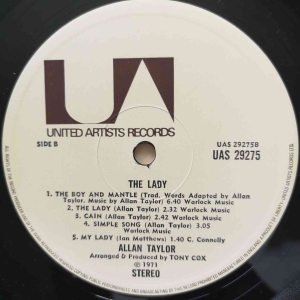 UA
UNITED ARTISTS RECORDS
SIDE B
UAS 29275B
UAS 29275
THE LADY
1. THE BOY AND MANTLE (Trad. Words Adapted by Allan
Taylor. Music by Allan Taylor) 6.40 Warlock Music
2. THE LADY (Allan Taylor) 2.32 Warlock Music
3. CAIN (Allan Taylor) 2.42 Warlock Music
4. SIMPLE SONG (Allan Taylor) 3.05
Warlock Music
5. MY LADY (Ian Matthews) 1.40 C. Connelly
ALLAN TAYLOR
Arranged & Produced by TONY COX
℗ 1971
STEREO